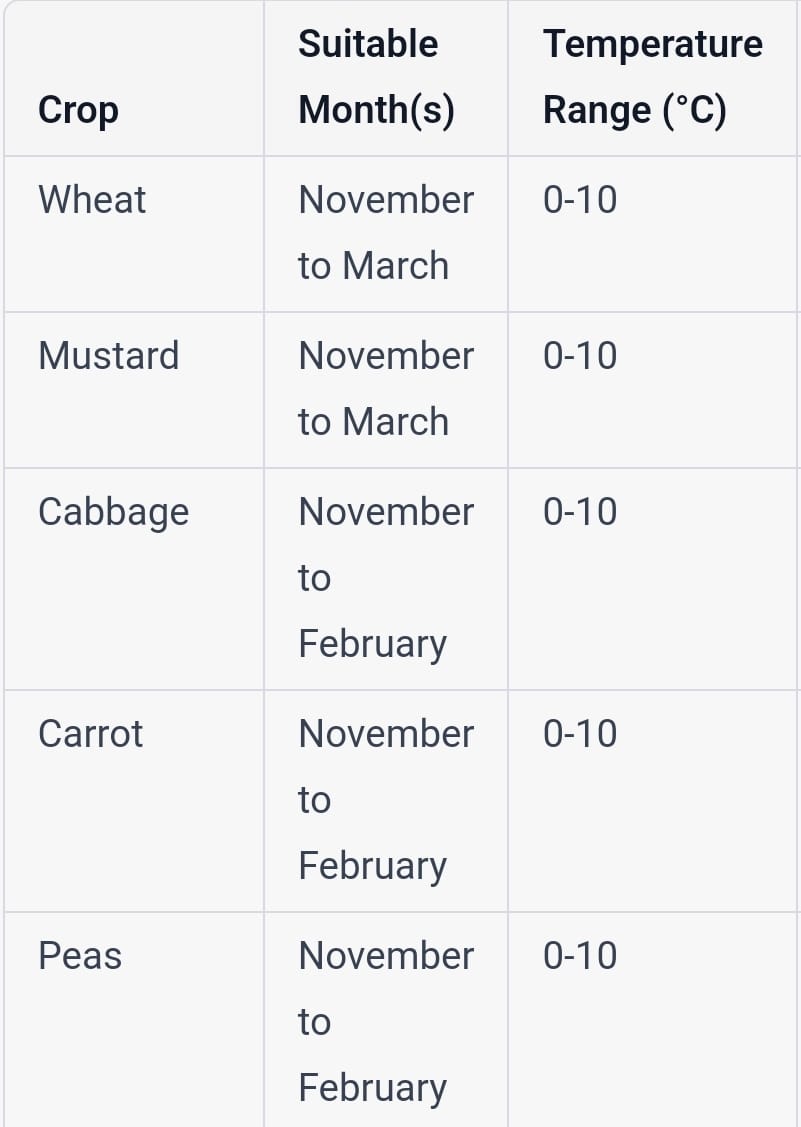 Crop
Suitable
Month(s)
Temperature
Range (°C)
Wheat
November
to March
0-10
Mustard
November
to March
0-10
Cabbage
November
to
February
0-10
Carrot
November
to
February
0-10
Peas
November
to
February
0-10